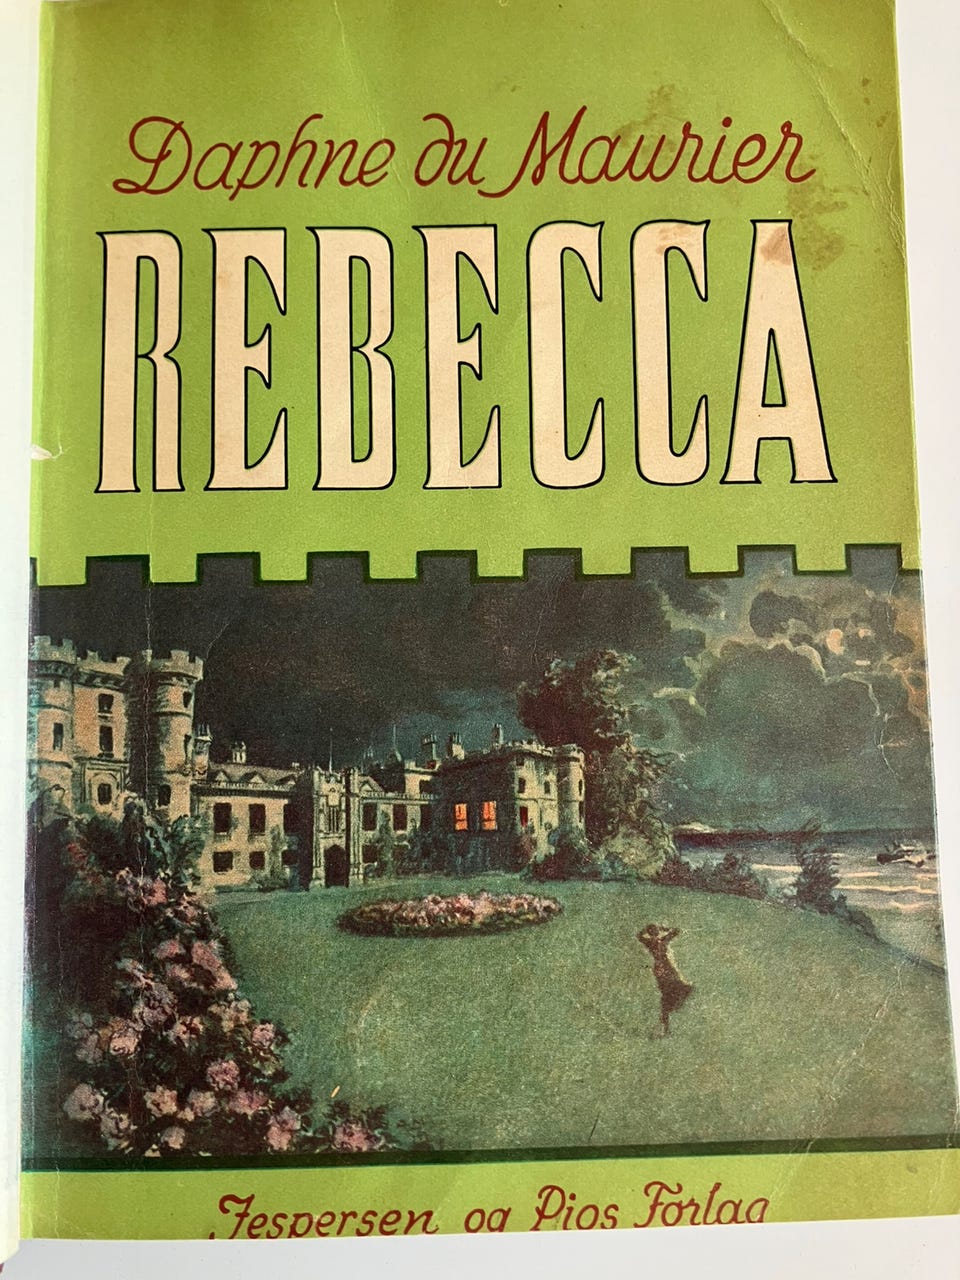 Daphne du Maurier
REBECCA
Jespersen og Pios Forlag